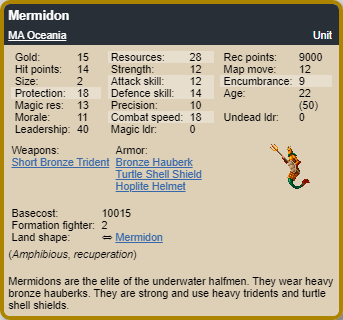 Mermidon
MA Oceania Unit
Gold: 15 Resources: 28 Rec points: 9000
Hit points: 14 Strength: 12 Map move: 12
Size: 2 Attack skill: 12 Encumbrance: 9
Protection: 18 Defence skill: 14 Age: 22
Magic res: 13 Precision: 10 (50)
Morale: 11 Combat speed: 18 Undead ldr: 0
Leadership: 40 Magic ldr: 0
Weapons: Armor:
Short Bronze Trident Bronze Hauberk
Turtle Shell Shield
Hoplite Helmet
Basecost: 10015
Formation fighter: 2
Land shape: ⇔ Mermidon
(Amphibious, recuperation)
Mermidons are the elite of the underwater halfmen. They wear heavy
bronze hauberks. They are strong and use heavy tridents and turtle
shell shields.